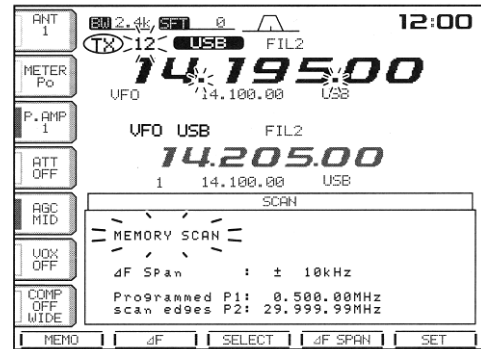 ANT
1
BW 2.4k SFT 0
12:00
TX 12 USB FIL2
METER
Po
14.195.00
VFO 14.100.00 USB
P.AMP
1
VFO USB FIL2
14.205.00
ATT
OFF
1 14.100.00 USB
AGC
MID
SCAN
MEMORY SCAN
VOX
OFF
⊿F SPan : ± 10kHz
COMP
OFF
WIDE
Programmed P1: 0.500.00MHz
scan edges P2: 29.999.99MHz
MEMO ⊿F SELECT ⊿F SPAN SET